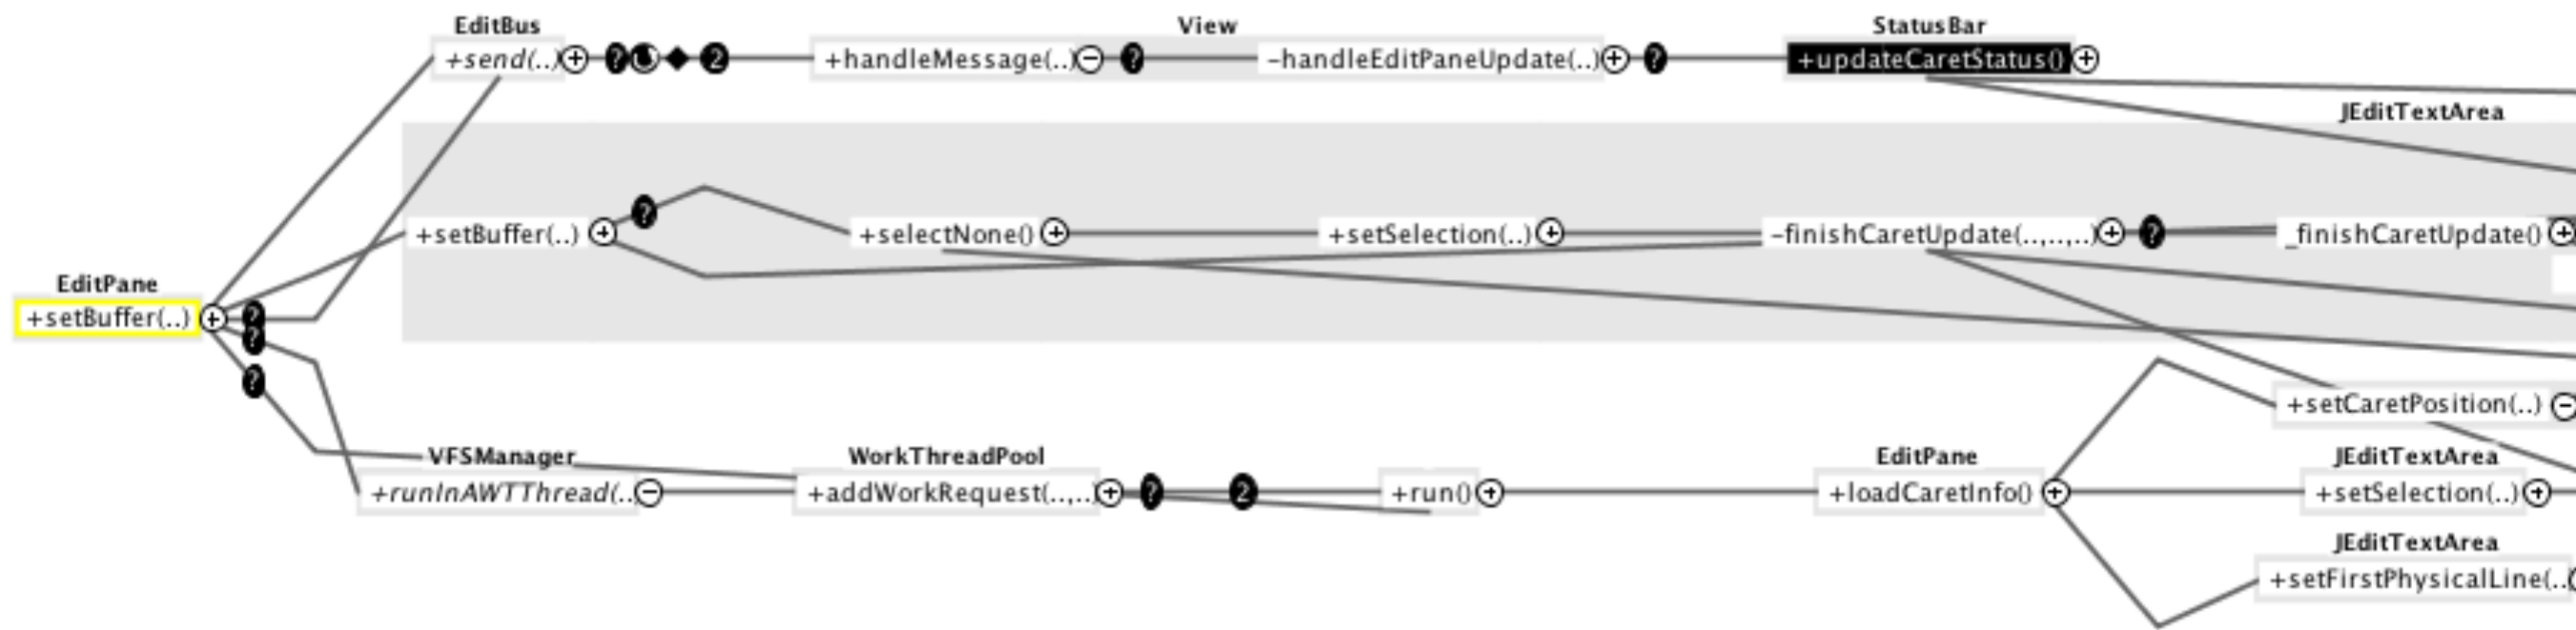 EditBus
View
StatusBar
+send(..)
+handleMessage(..)
-handleEditPaneUpdate(..)
+updateCaretStatus()
JEditTextArea
+setBuffer(..)
+selectNone()
+setSelection(..)
-finishCaretUpdate(..,..,..)
_finishCaretUpdate()
EditPane
+setBuffer(..)
+setCaretPosition(..)
VFSManager
WorkThreadPool
EditPane
JEditTextArea
+runInAWTThread(..
+addWorkRequest(..,..
+run()
+loadCaretInfo()
+setSelection(..)
JEditTextArea
+setFirstPhysicalLine(..
? ? 2 ? ?
? ?
? ? ?
? 2